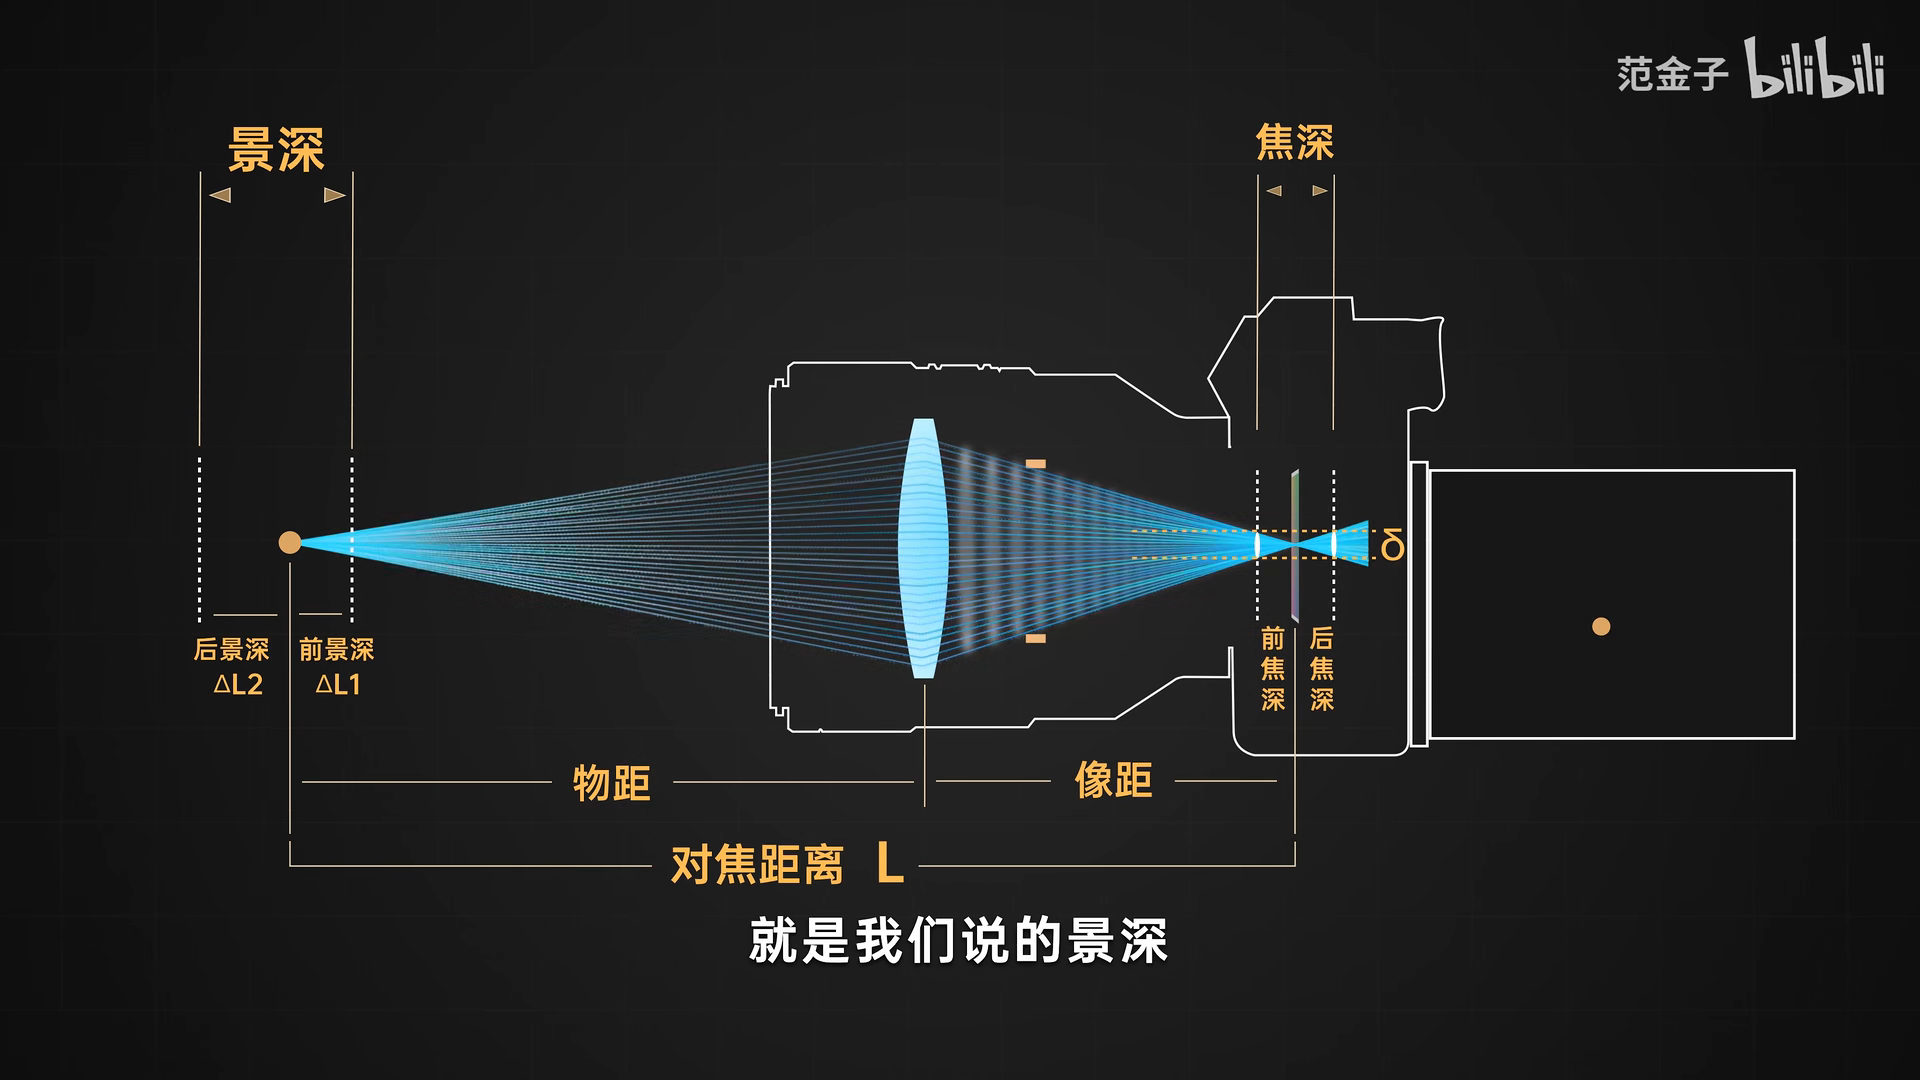 范金子 bilibili
景深
焦深
δ
后景深
ΔL2
前景深
ΔL1
前焦深
后焦深
物距
像距
对焦距离 L
就是我们说的景深